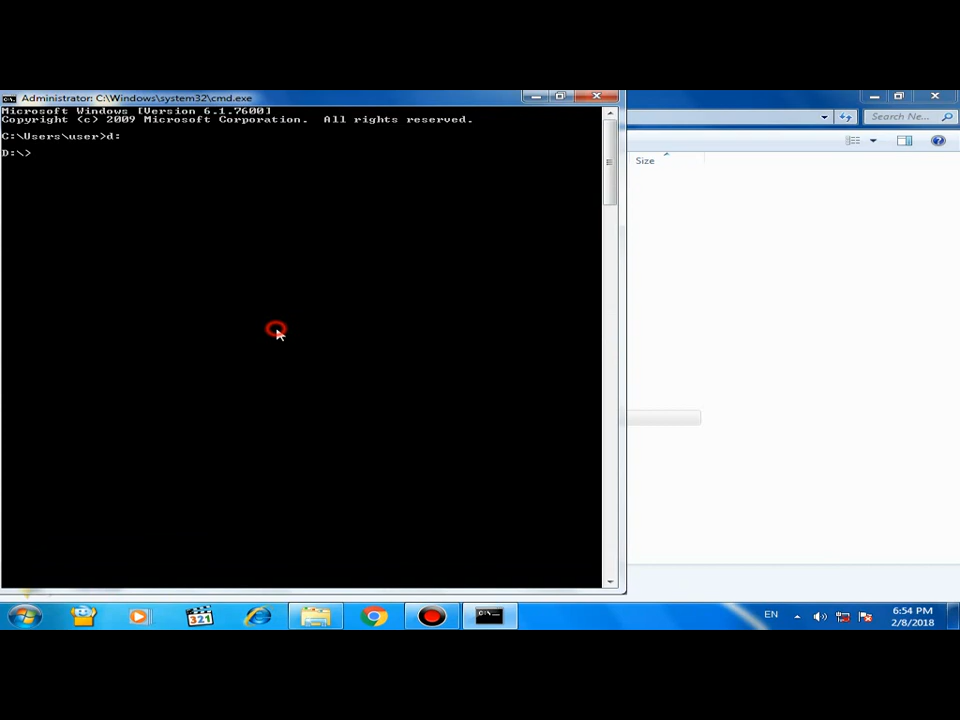 Administrator: C:\Windows\system32\cmd.exe
Microsoft Windows [Version 6.1.7600]
Copyright (c) 2009 Microsoft Corporation.  All rights reserved.
C:\Users\user>d:
D:\>
Search Ne...
Size
321
EN
6:54 PM
2/8/2018